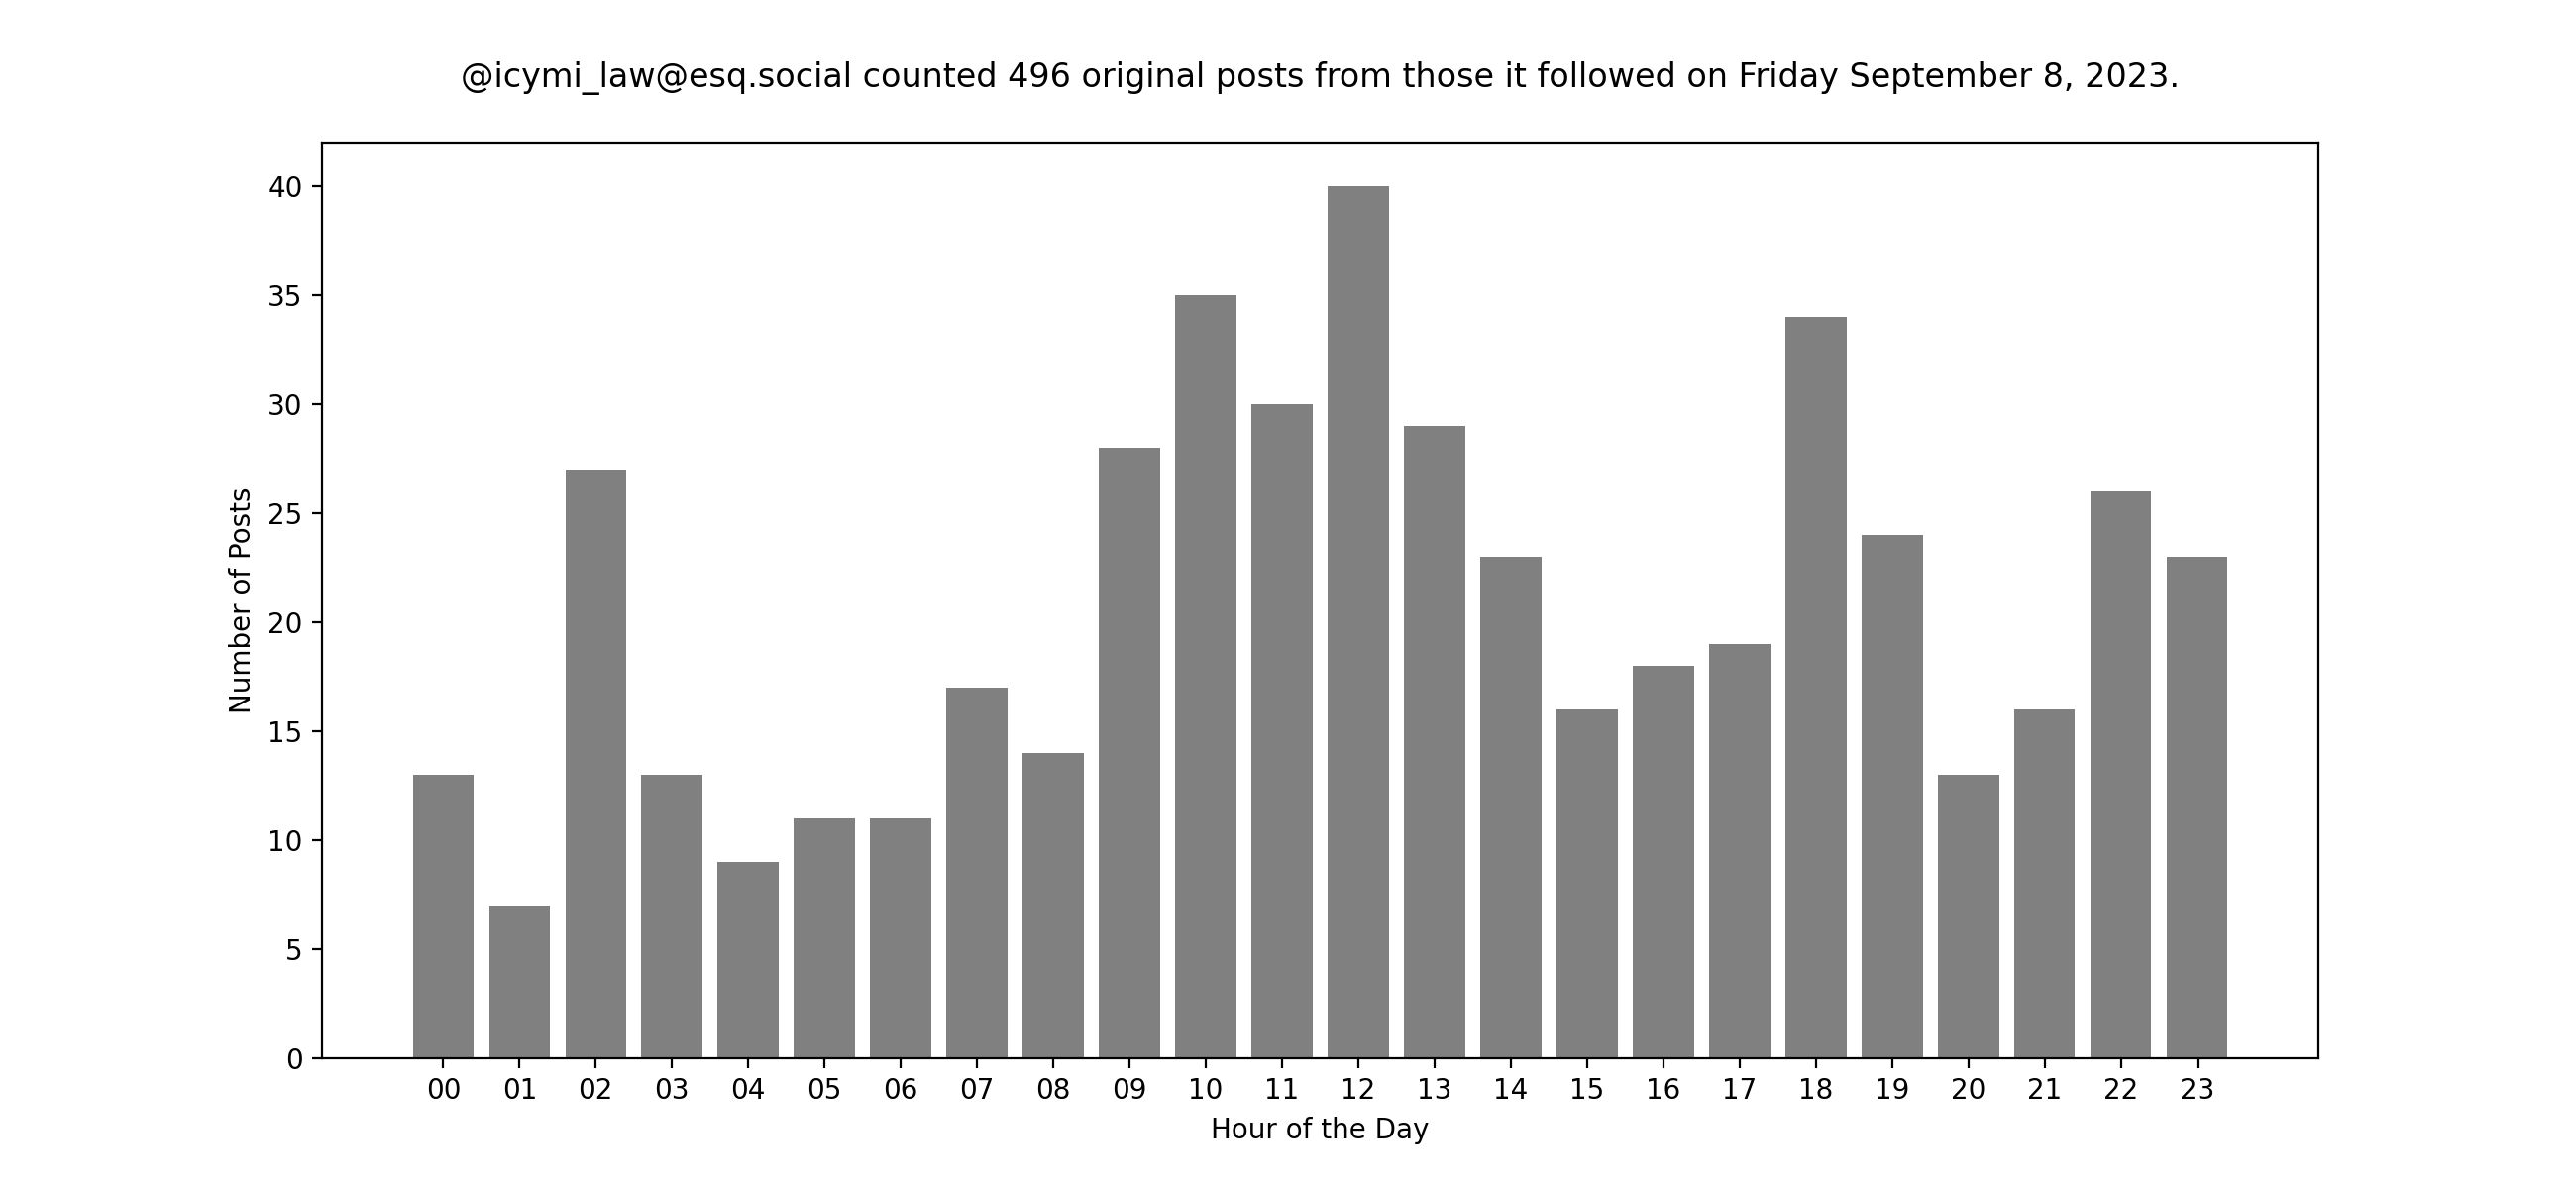 @icymi_law@esq.social counted 496 original posts from those it followed on Friday September 8, 2023.
40
35
30
25
20
15
10
5
0
Number of Posts
00 01 02 03 04 05 06 07 08 09 10 11 12 13 14 15 16 17 18 19 20 21 22 23
Hour of the Day